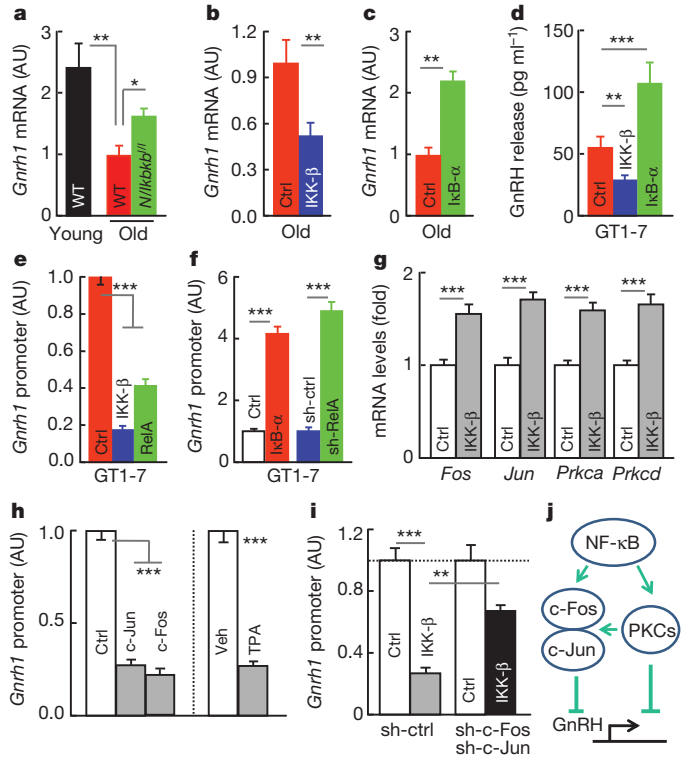 a
Gnrh1 mRNA (AU)
3
2
1
0
**
*
WT
WT
N/Ikbkb^l/l
Young
Old
b
Gnrh1 mRNA (AU)
1.2
0.9
0.6
0.3
0.0
**
Ctrl
IKK-β
Old
c
Gnrh1 mRNA (AU)
3
2
1
0
**
Ctrl
IκB-α
Old
d
GnRH release (pg ml⁻¹)
150
100
50
0
***
**
Ctrl
IKK-β
IκB-α
GT1-7
e
Gnrh1 promoter (AU)
1.0
0.8
0.6
0.4
0.2
0.0
***
Ctrl
IKK-β
RelA
GT1-7
f
Gnrh1 promoter (AU)
6
4
2
0
***
***
Ctrl
IκB-α
sh-ctrl
sh-RelA
GT1-7
g
mRNA levels (fold)
2
1
0
***
***
***
***
Ctrl
IKK-β
Ctrl
IKK-β
Ctrl
IKK-β
Ctrl
IKK-β
Fos
Jun
Prkca
Prkcd
h
Gnrh1 promoter (AU)
1.0
0.5
0.0
***
***
Ctrl
c-Jun
c-Fos
Veh
TPA
i
Gnrh1 promoter (AU)
1.2
0.8
0.4
0
***
**
Ctrl
IKK-β
Ctrl
IKK-β
sh-ctrl
sh-c-Fos
sh-c-Jun
j
NF-κB
c-Fos
c-Jun
PKCs
GnRH